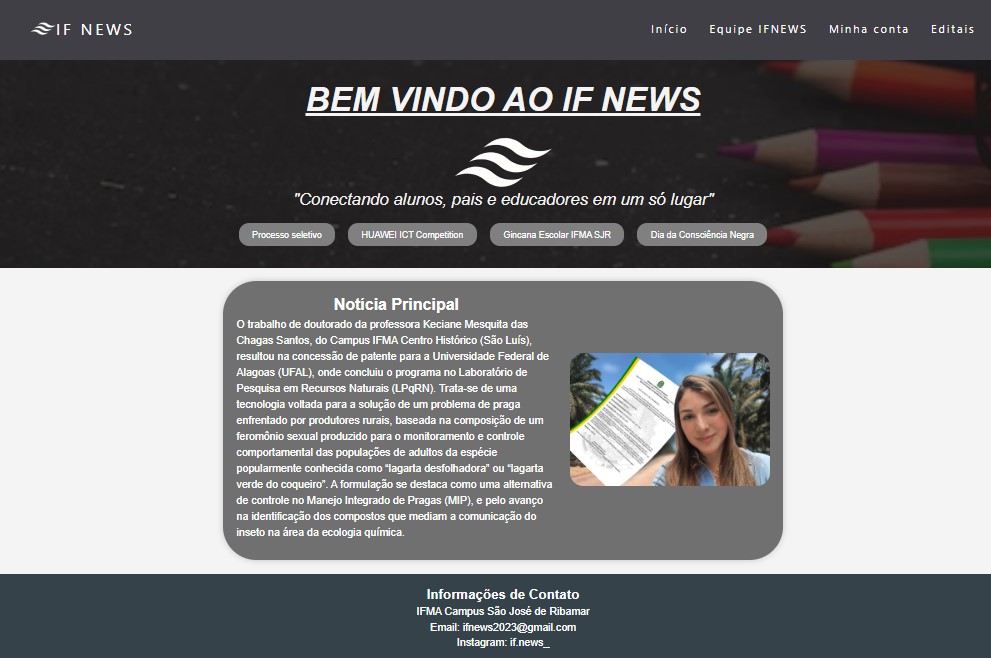 IF NEWS
Início Equipe IFNEWS Minha conta Editais
BEM VINDO AO IF NEWS
"Conectando alunos, pais e educadores em um só lugar"
Processo seletivo HUAWEI ICT Competition Gincana Escolar IFMA SJR Dia da Consciência Negra
Notícia Principal
O trabalho de doutorado da professora Keciane Mesquita das
Chagas Santos, do Campus IFMA Centro Histórico (São Luís),
resultou na concessão de patente para a Universidade Federal de
Alagoas (UFAL), onde concluiu o programa no Laboratório de
Pesquisa em Recursos Naturais (LPqRN). Trata-se de uma
tecnologia voltada para a solução de um problema de praga
enfrentado por produtores rurais, baseada na composição de um
feromônio sexual produzido para o monitoramento e controle
comportamental das populações de adultos da espécie
popularmente conhecida como “lagarta desfolhadora” ou “lagarta
verde do coqueiro”. A formulação se destaca como uma alternativa
de controle no Manejo Integrado de Pragas (MIP), e pelo avanço
na identificação dos compostos que mediam a comunicação do
inseto na área da ecologia química.
Informações de Contato
IFMA Campus São José de Ribamar
Email: ifnews2023@gmail.com
Instagram: if.news_